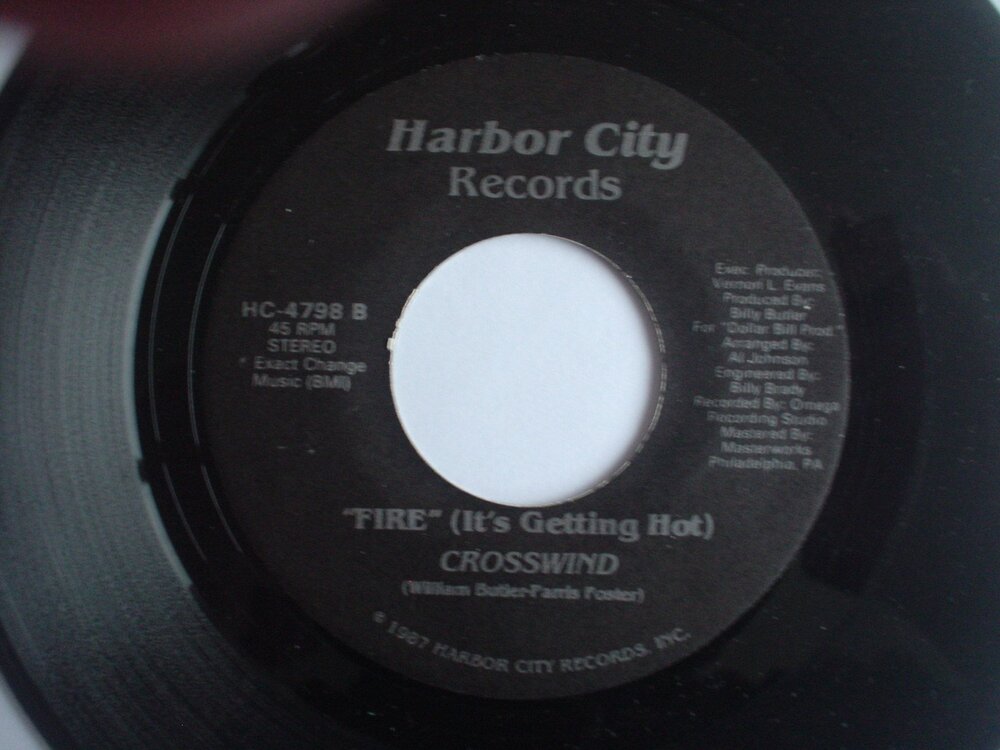 Harbor City
Records
HC-4798 B
45 RPM
STEREO
* Exact Change
Music (BMI)
Exec. Producer:
Vernon L. Evans
Produced By:
Billy Butler
For "Dollar Bill Prod."
Arranged By:
Al Johnson
Engineered By:
Billy Brady
Recorded By: Omega
Recording Studio
Mastered By:
Masterworks
Philadelphia, PA
"FIRE" (It's Getting Hot)
CROSSWIND
(William Butler-Parris Foster)
℗ 1987 HARBOR CITY RECORDS, INC.